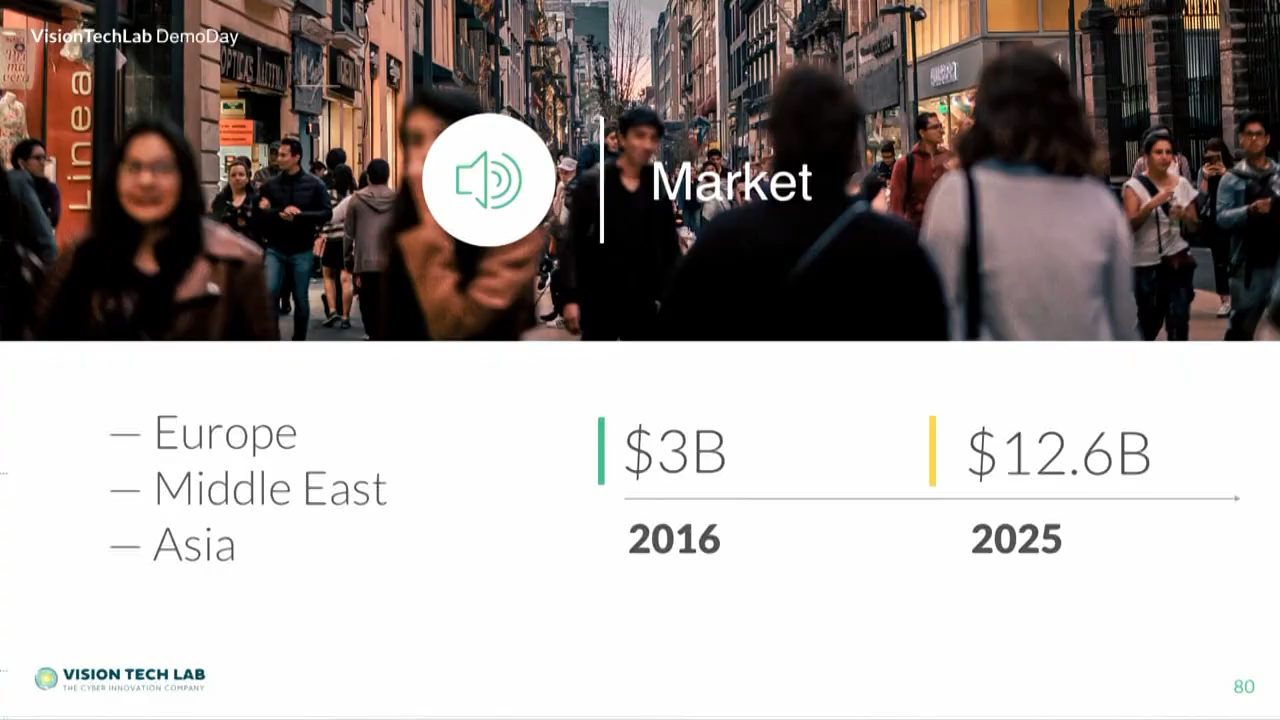 VisionTechLab DemoDay
Linea
Market
— Europe
— Middle East
— Asia
$3B
$12.6B
2016
2025
VISION TECH LAB
THE CYBER INNOVATION COMPANY
80